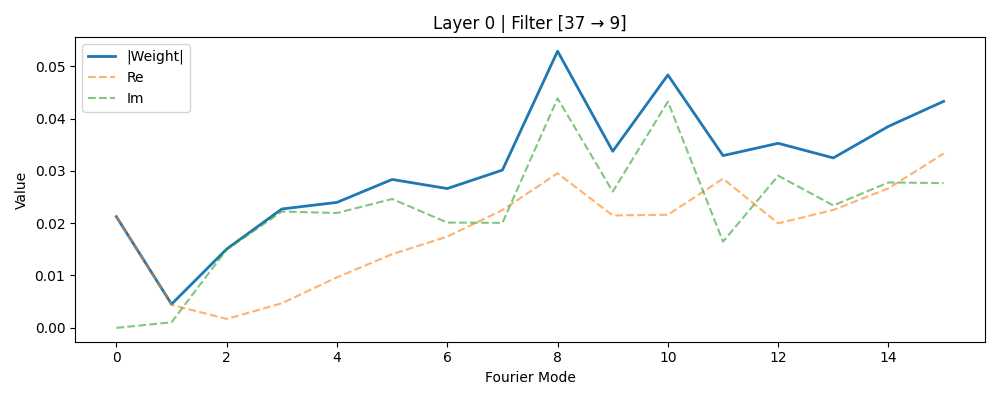 Layer 0 | Filter [37 → 9]
|Weight|
Re
Im
Value
0.05
0.04
0.03
0.02
0.01
0.00
0 2 4 6 8 10 12 14
Fourier Mode